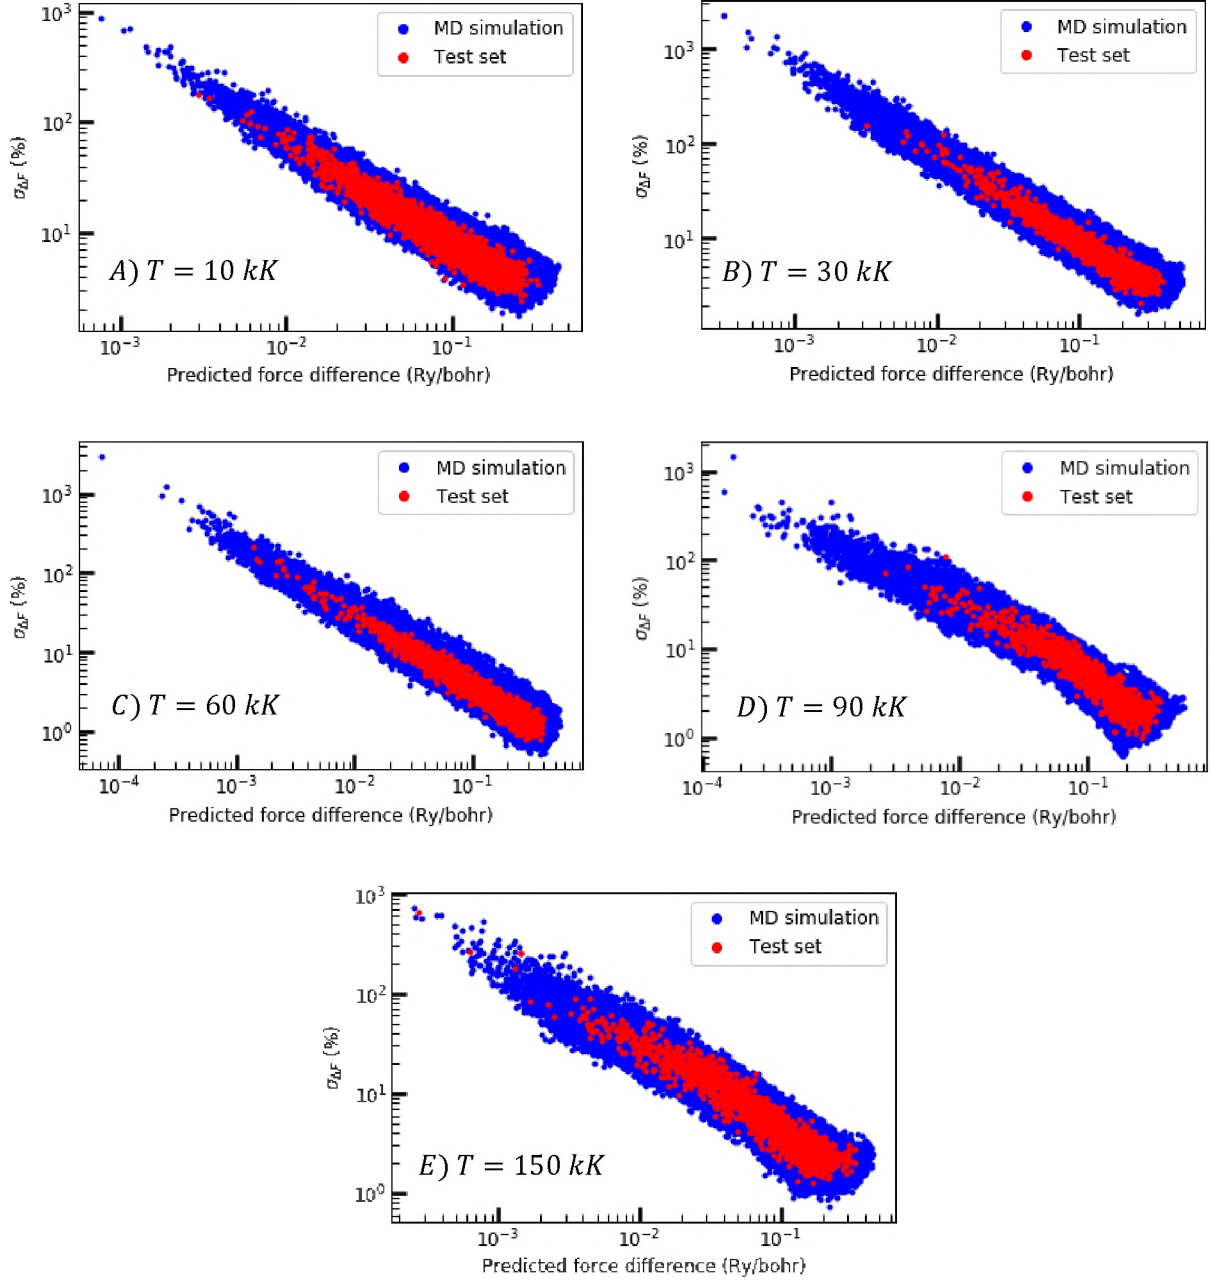 10³
10²
10¹
σ_ΔF (%)
MD simulation
Test set
A) T = 10 kK
10⁻³ 10⁻² 10⁻¹
Predicted force difference (Ry/bohr)
10³
10²
10¹
σ_ΔF (%)
MD simulation
Test set
B) T = 30 kK
10⁻³ 10⁻² 10⁻¹
Predicted force difference (Ry/bohr)
10³
10²
10¹
10⁰
σ_ΔF (%)
MD simulation
Test set
C) T = 60 kK
10⁻⁴ 10⁻³ 10⁻² 10⁻¹
Predicted force difference (Ry/bohr)
10³
10²
10¹
10⁰
σ_ΔF (%)
MD simulation
Test set
D) T = 90 kK
10⁻⁴ 10⁻³ 10⁻² 10⁻¹
Predicted force difference (Ry/bohr)
10³
10²
10¹
10⁰
σ_ΔF (%)
MD simulation
Test set
E) T = 150 kK
10⁻³ 10⁻² 10⁻¹
Predicted force difference (Ry/bohr)